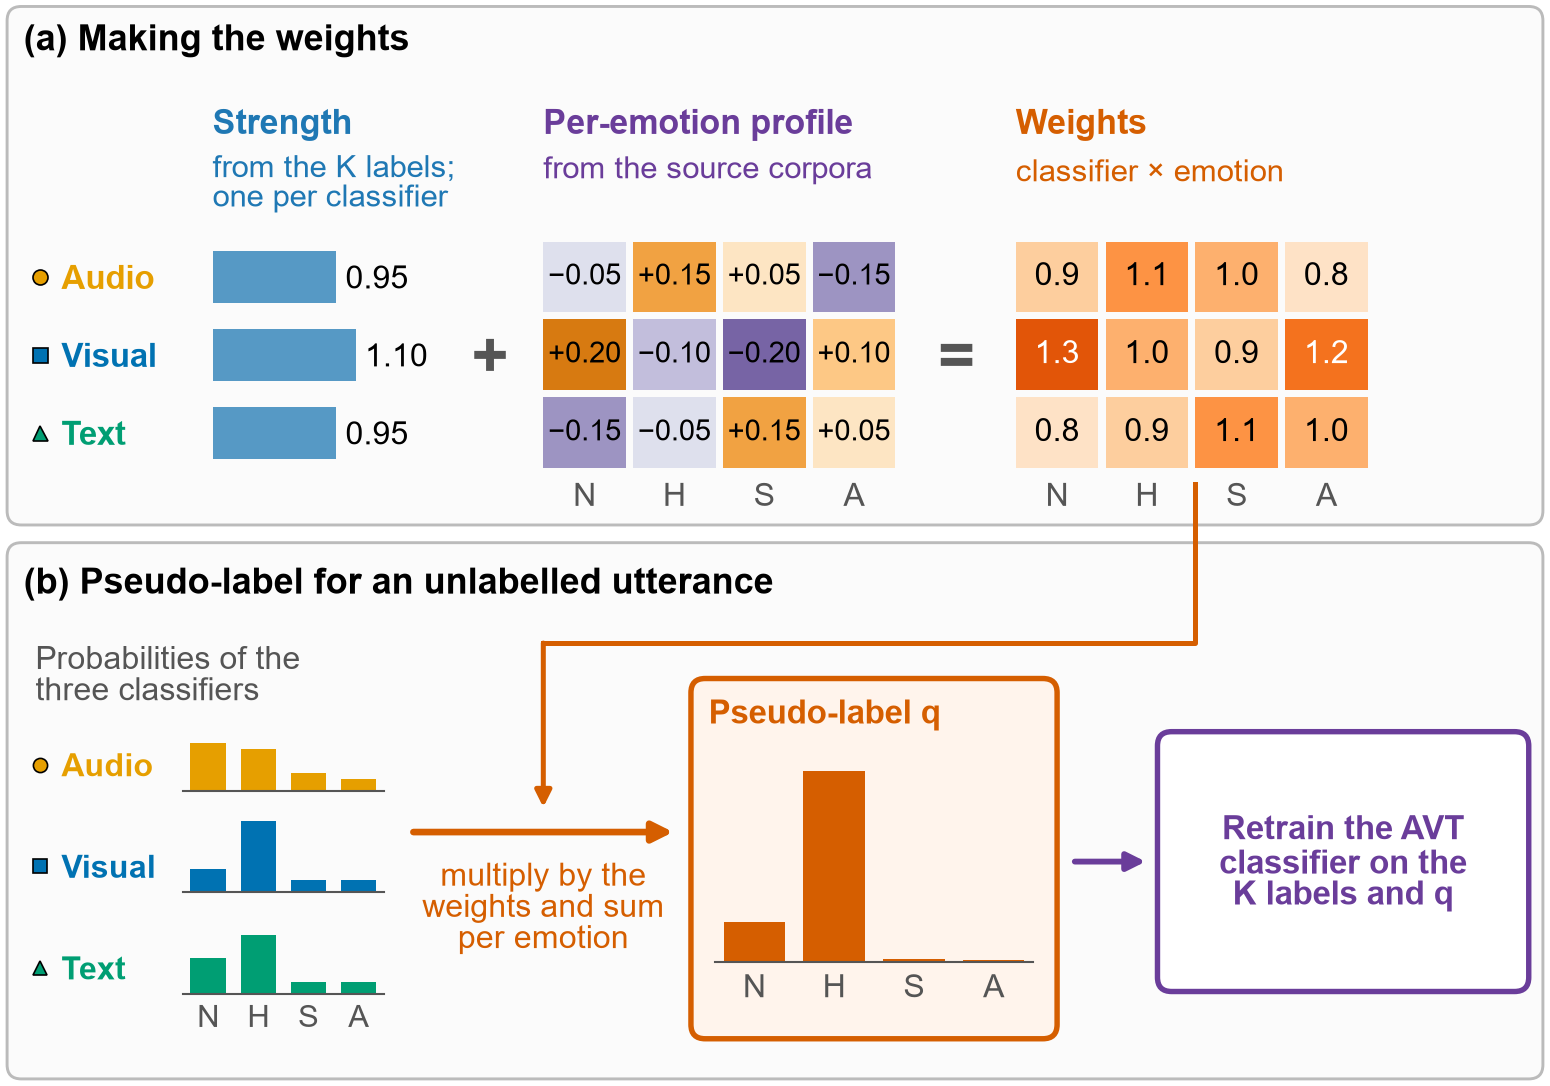 (a) Making the weights
Strength
from the K labels;
one per classifier
Per-emotion profile
from the source corpora
Weights
classifier × emotion
Audio
0.95
−0.05 +0.15 +0.05 −0.15
0.9 1.1 1.0 0.8
Visual
1.10
+
+0.20 −0.10 −0.20 +0.10
=
1.3 1.0 0.9 1.2
Text
0.95
−0.15 −0.05 +0.15 +0.05
0.8 0.9 1.1 1.0
N H S A
N H S A
(b) Pseudo-label for an unlabelled utterance
Probabilities of the
three classifiers
Audio
Visual
Text
N H S A
multiply by the
weights and sum
per emotion
Pseudo-label q
N H S A
Retrain the AVT
classifier on the
K labels and q